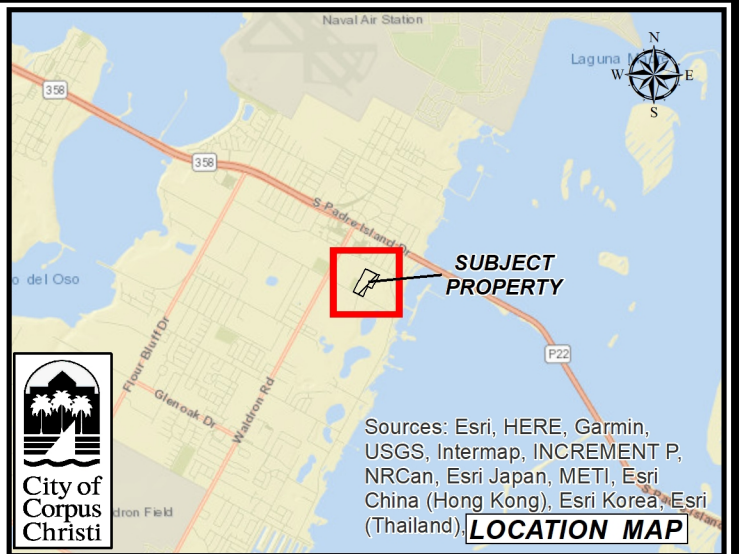 Naval Air Station
Laguna
N
W
E
S
358
358
S Padre Island Dr
SUBJECT
PROPERTY
o del Oso
P22
Flour Bluff Dr
Glenoak Dr
Waldron Rd
Sources: Esri, HERE, Garmin,
USGS, Intermap, INCREMENT P,
NRCan, Esri Japan, METI, Esri
China (Hong Kong), Esri Korea, Esri
(Thailand),
S Padre Island
City of
Corpus
Christi
dron Field
LOCATION MAP